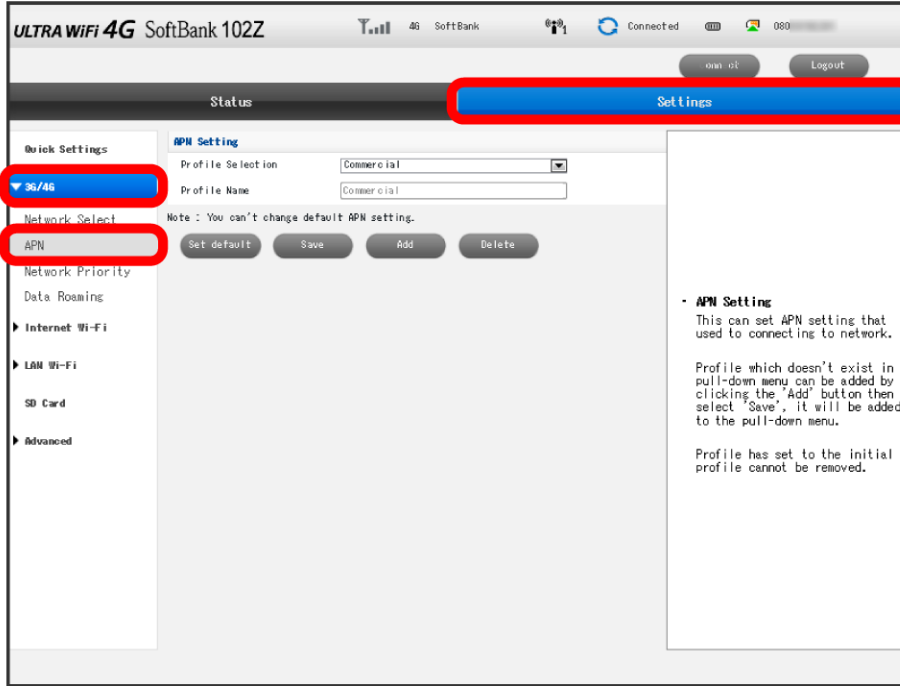 ULTRA WiFi 4G SoftBank 102Z
4G SoftBank
1
Connected
080
Logout
Status
Settings
Quick Settings
3G/4G
Network Select
APN
Network Priority
Data Roaming
Internet Wi-Fi
LAN Wi-Fi
SD Card
Advanced
APN Setting
Profile Selection
Commercial
Profile Name
Commercial
Note : You can't change default APN setting.
Set default
Save
Add
Delete
· APN Setting
This can set APN setting that
used to connecting to network.
Profile which doesn't exist in
pull-down menu can be added by
clicking the 'Add' button then
select 'Save', it will be added
to the pull-down menu.
Profile has set to the initial
profile cannot be removed.